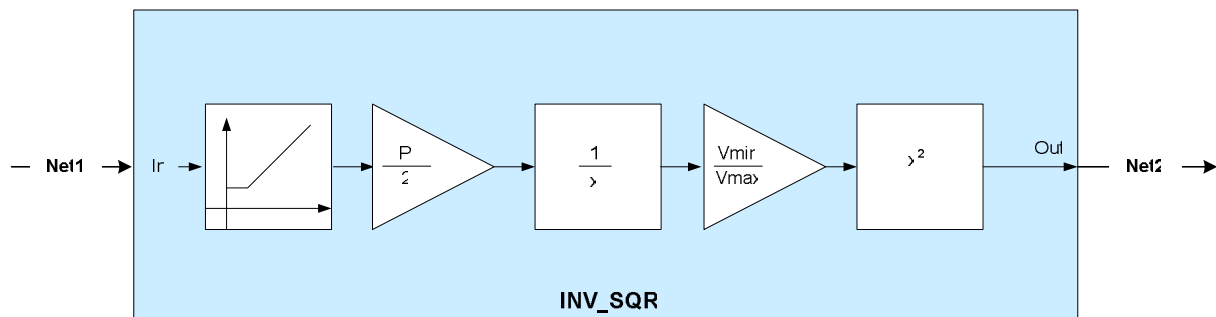 Net1
In
P
2
1
x
Vmin
Vmax
x²
Out
Net2
INV_SQR